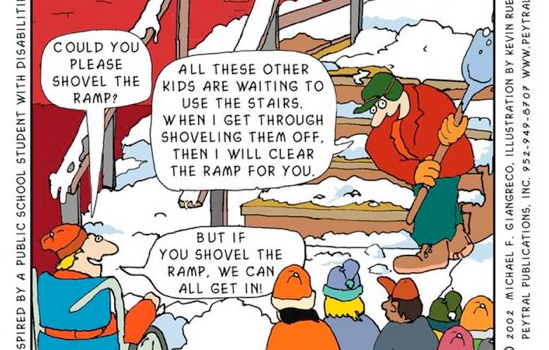 COULD YOU
PLEASE
SHOVEL THE
RAMP?
ALL THESE OTHER
KIDS ARE WAITING TO
USE THE STAIRS.
WHEN I GET THROUGH
SHOVELING THEM OFF,
THEN I WILL CLEAR
THE RAMP FOR YOU.
BUT IF
YOU SHOVEL THE
RAMP, WE CAN
ALL GET IN!
SPIRED BY A PUBLIC SCHOOL STUDENT WITH DISABILITI
© 2002 MICHAEL F. GIANGRECO, ILLUSTRATION BY KEVIN RUE
PEYTRAL PUBLICATIONS, INC. 952-949-8707 WWW.PEYTRAL